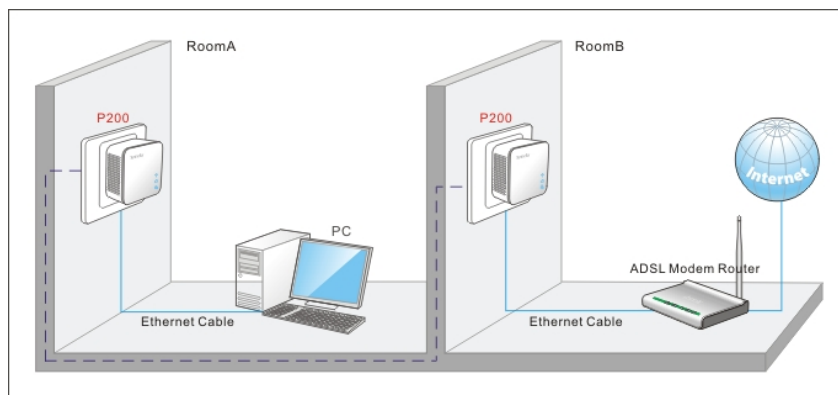 RoomA
RoomB
P200
P200
Internet
PC
ADSL Modem Router
Ethernet Cable
Ethernet Cable